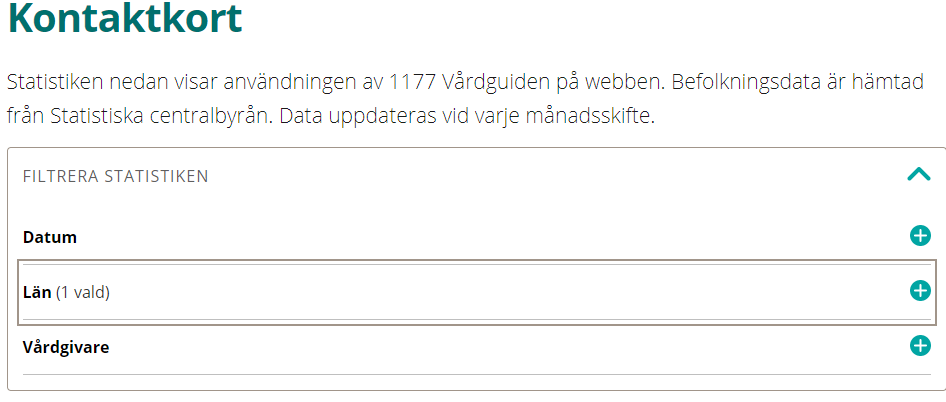 Kontaktkort
Statistiken nedan visar användningen av 1177 Vårdguiden på webben. Befolkningsdata är hämtad
från Statistiska centralbyrån. Data uppdateras vid varje månadsskifte.
FILTRERA STATISTIKEN
Datum
Län (1 vald)
Vårdgivare